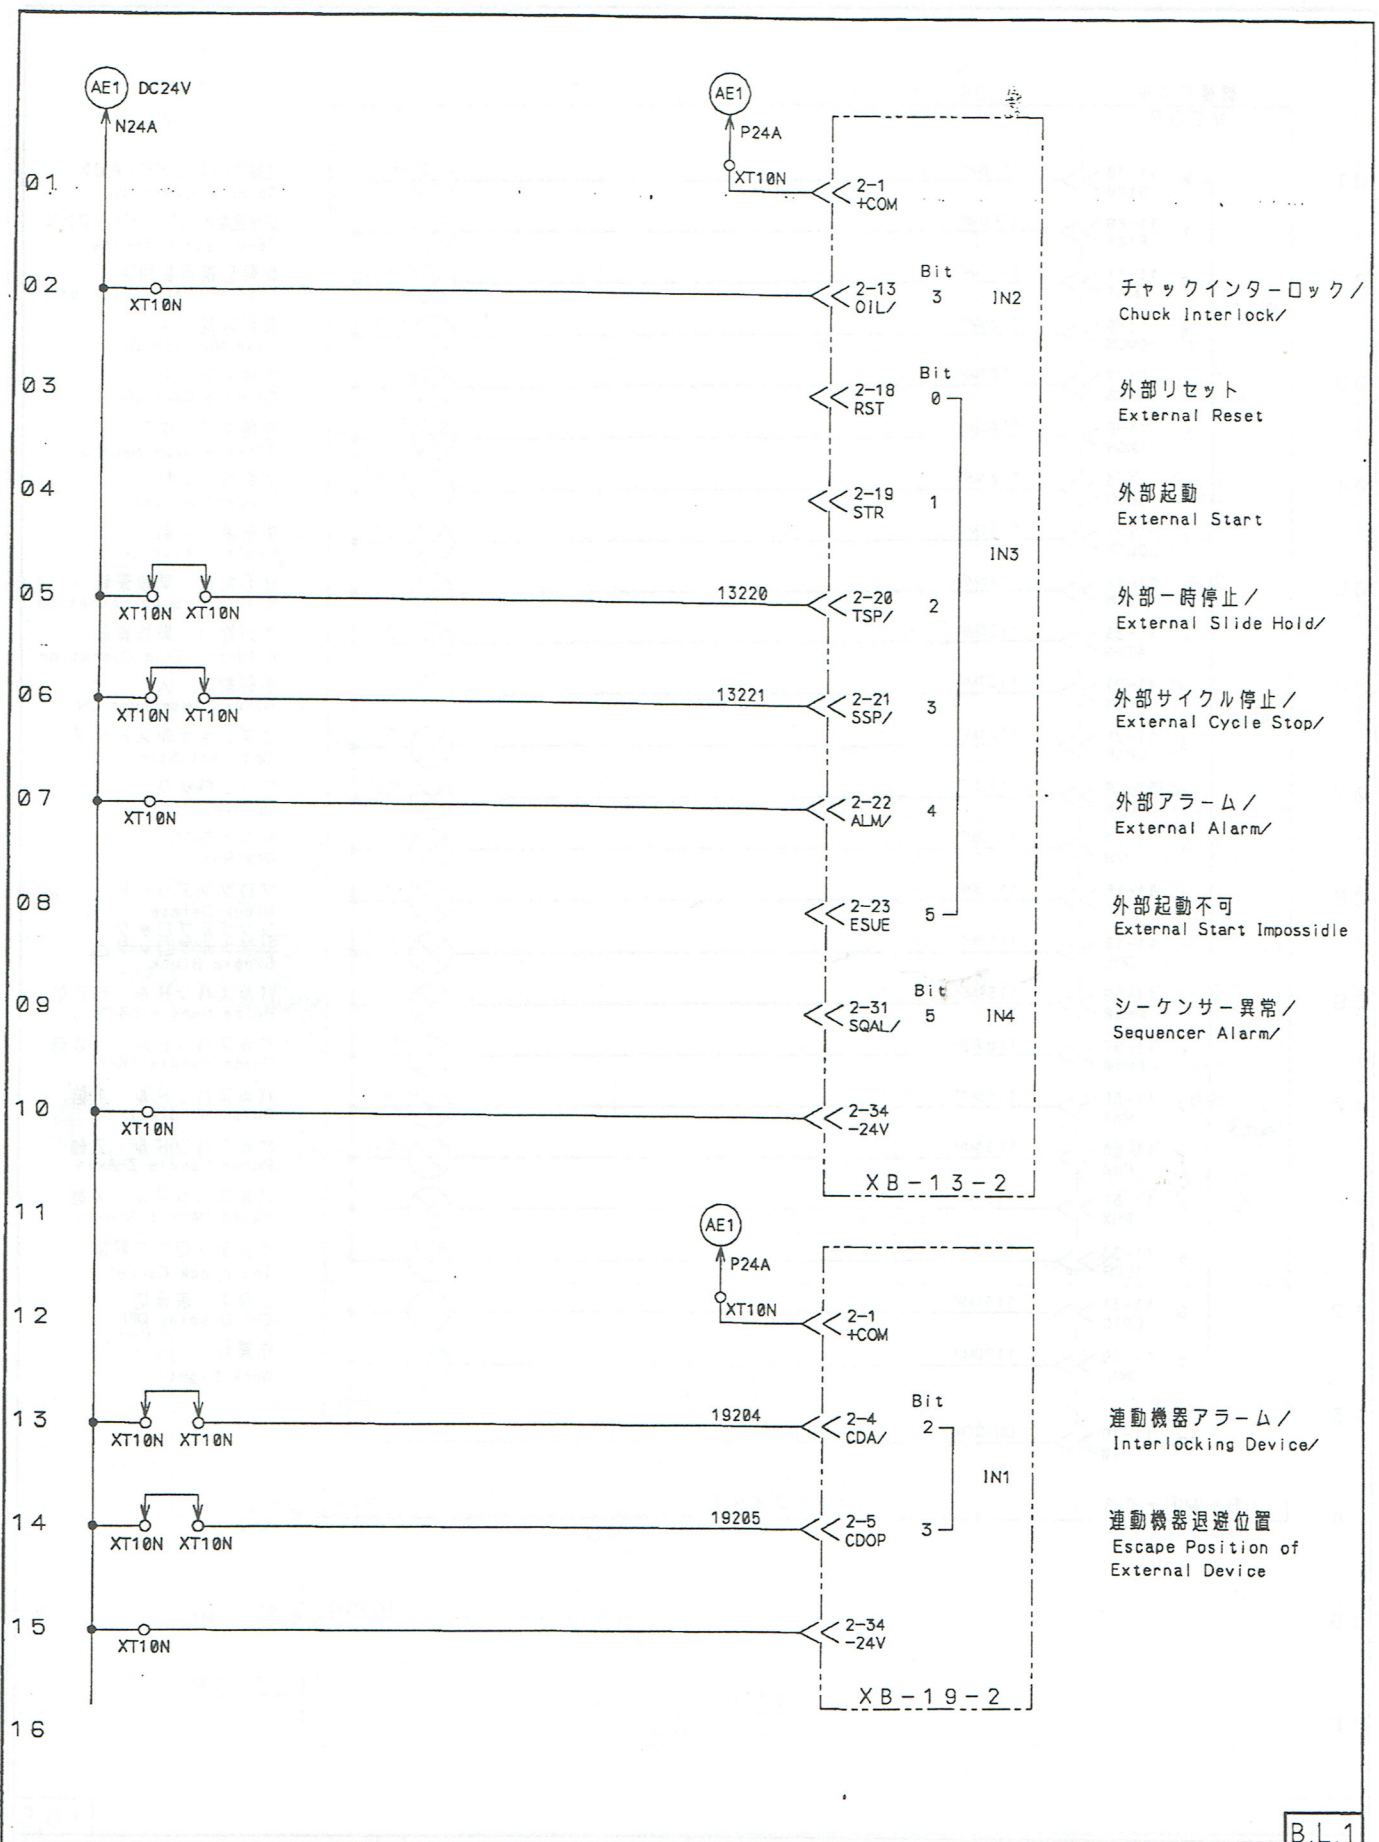 AE1 DC24V
N24A
AE1
P24A
01
XT10N
2-1
+COM
Bit
02
XT10N
2-13
OIL/
3
IN2
チャックインターロック/
Chuck Interlock/
Bit
03
2-18
RST
0
外部リセット
External Reset
04
2-19
STR
1
外部起動
External Start
IN3
05
XT10N XT10N
13220
2-20
TSP/
2
外部一時停止/
External Slide Hold/
06
XT10N XT10N
13221
2-21
SSP/
3
外部サイクル停止/
External Cycle Stop/
07
XT10N
2-22
ALM/
4
外部アラーム/
External Alarm/
08
2-23
ESUE
5
外部起動不可
External Start Impossidle
Bit
09
2-31
SQAL/
5
IN4
シーケンサー異常/
Sequencer Alarm/
10
XT10N
2-34
-24V
XB-13-2
11
AE1
P24A
12
XT10N
2-1
+COM
Bit
13
XT10N XT10N
19204
2-4
CDA/
2
連動機器アラーム/
Interlocking Device/
IN1
14
XT10N XT10N
19205
2-5
CDOP
3
連動機器退避位置
Escape Position of
External Device
15
XT10N
2-34
-24V
XB-19-2
16
B.L.1